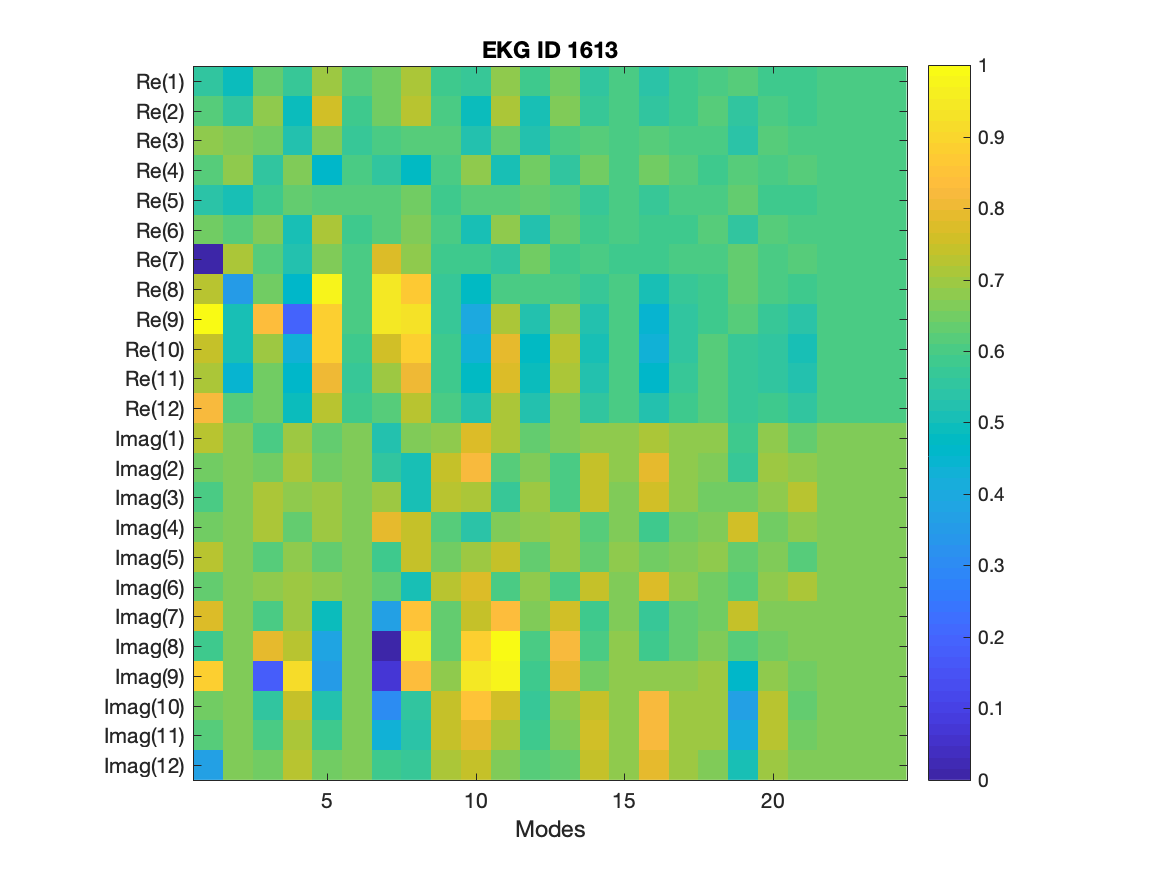 EKG ID 1613
Re(1)
Re(2)
Re(3)
Re(4)
Re(5)
Re(6)
Re(7)
Re(8)
Re(9)
Re(10)
Re(11)
Re(12)
Imag(1)
Imag(2)
Imag(3)
Imag(4)
Imag(5)
Imag(6)
Imag(7)
Imag(8)
Imag(9)
Imag(10)
Imag(11)
Imag(12)
5 10 15 20
Modes
1
0.9
0.8
0.7
0.6
0.5
0.4
0.3
0.2
0.1
0